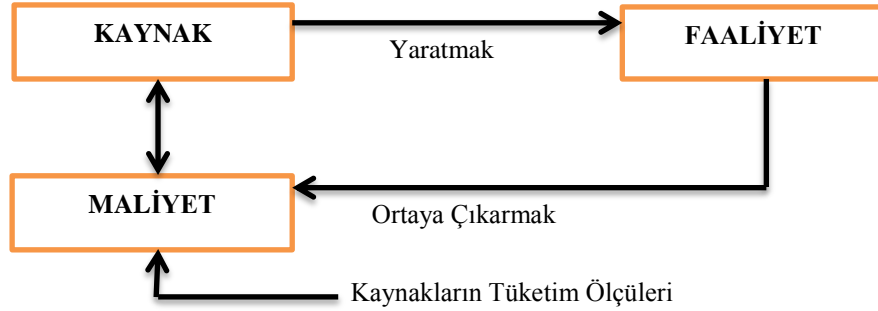 KAYNAK
FAALİYET
Yaratmak
MALİYET
Ortaya Çıkarmak
Kaynakların Tüketim Ölçüleri